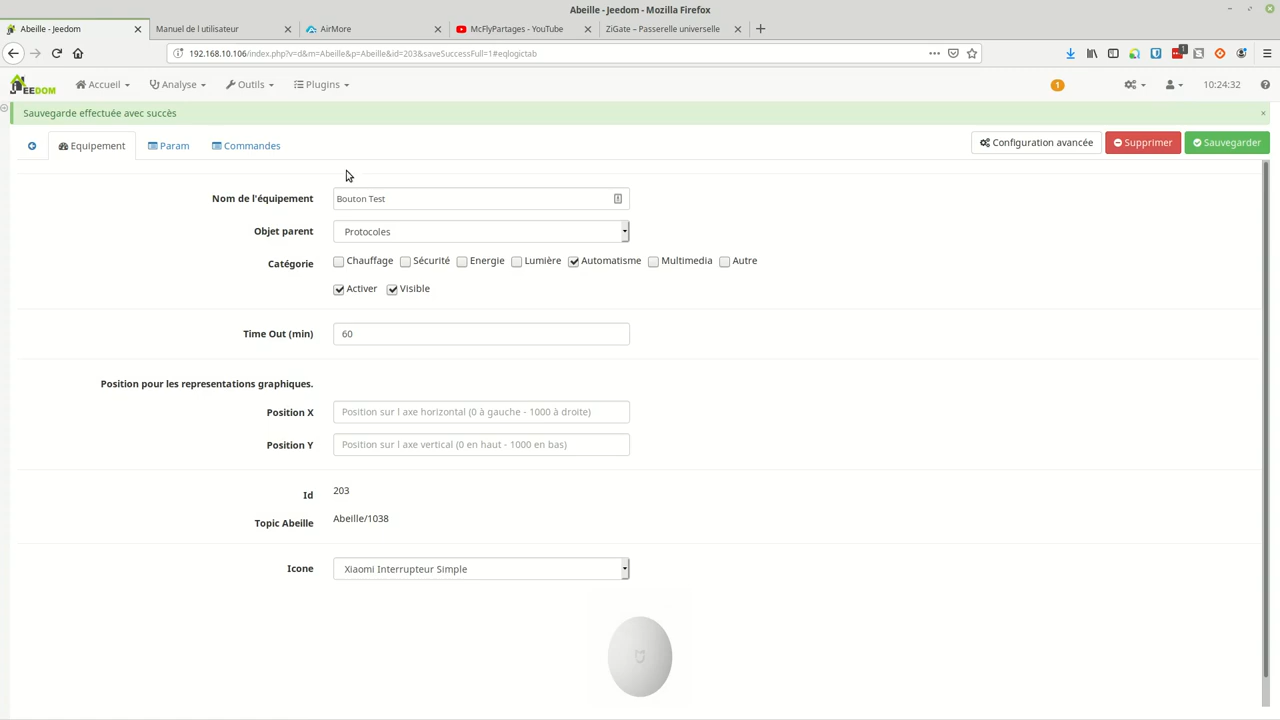 Abeille - Jeedom - Mozilla Firefox
Abeille - Jeedom
Manuel de l utilisateur
AirMore
McFlyPartages - YouTube
ZiGate – Passerelle universelle
192.168.10.106/index.php?v=d&m=Abeille&p=Abeille&id=203&saveSuccessFull=1#eqlogictab
1
JEEDOM
Accueil
Analyse
Outils
Plugins
1
10:24:32
Sauvegarde effectuée avec succès
Equipement
Param
Commandes
Configuration avancée
Supprimer
Sauvegarder
Nom de l'équipement
Bouton Test
Objet parent
Protocoles
Catégorie
Chauffage Sécurité Energie Lumière Automatisme Multimedia Autre
Activer Visible
Time Out (min)
60
Position pour les representations graphiques.
Position X
Position sur l axe horizontal (0 à gauche - 1000 à droite)
Position Y
Position sur l axe vertical (0 en haut - 1000 en bas)
Id
203
Topic Abeille
Abeille/1038
Icone
Xiaomi Interrupteur Simple